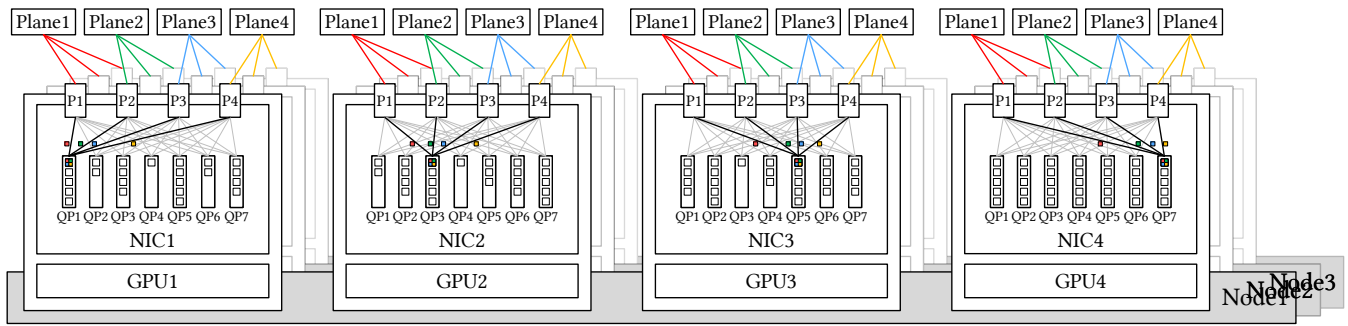 Plane1 Plane2 Plane3 Plane4 Plane1 Plane2 Plane3 Plane4 Plane1 Plane2 Plane3 Plane4 Plane1 Plane2 Plane3 Plane4
P1 P2 P3 P4 P1 P2 P3 P4 P1 P2 P3 P4 P1 P2 P3 P4
QP1 QP2 QP3 QP4 QP5 QP6 QP7 QP1 QP2 QP3 QP4 QP5 QP6 QP7 QP1 QP2 QP3 QP4 QP5 QP6 QP7 QP1 QP2 QP3 QP4 QP5 QP6 QP7
NIC1 NIC2 NIC3 NIC4
GPU1 GPU2 GPU3 GPU4
Node1 Node2 Node3